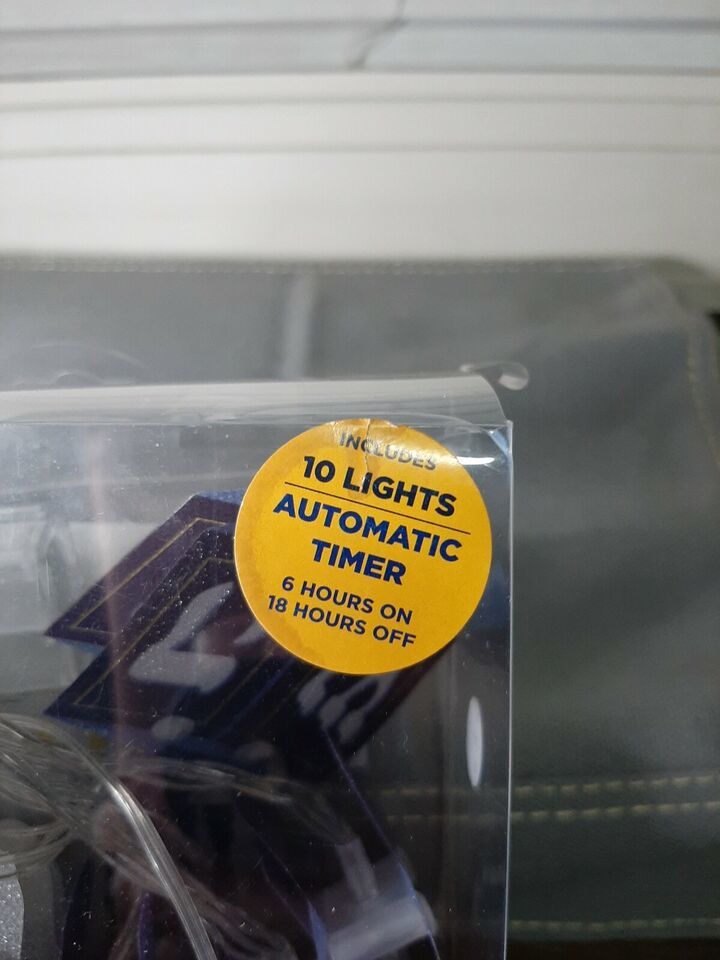 INCLUDES
10 LIGHTS
AUTOMATIC
TIMER
6 HOURS ON
18 HOURS OFF